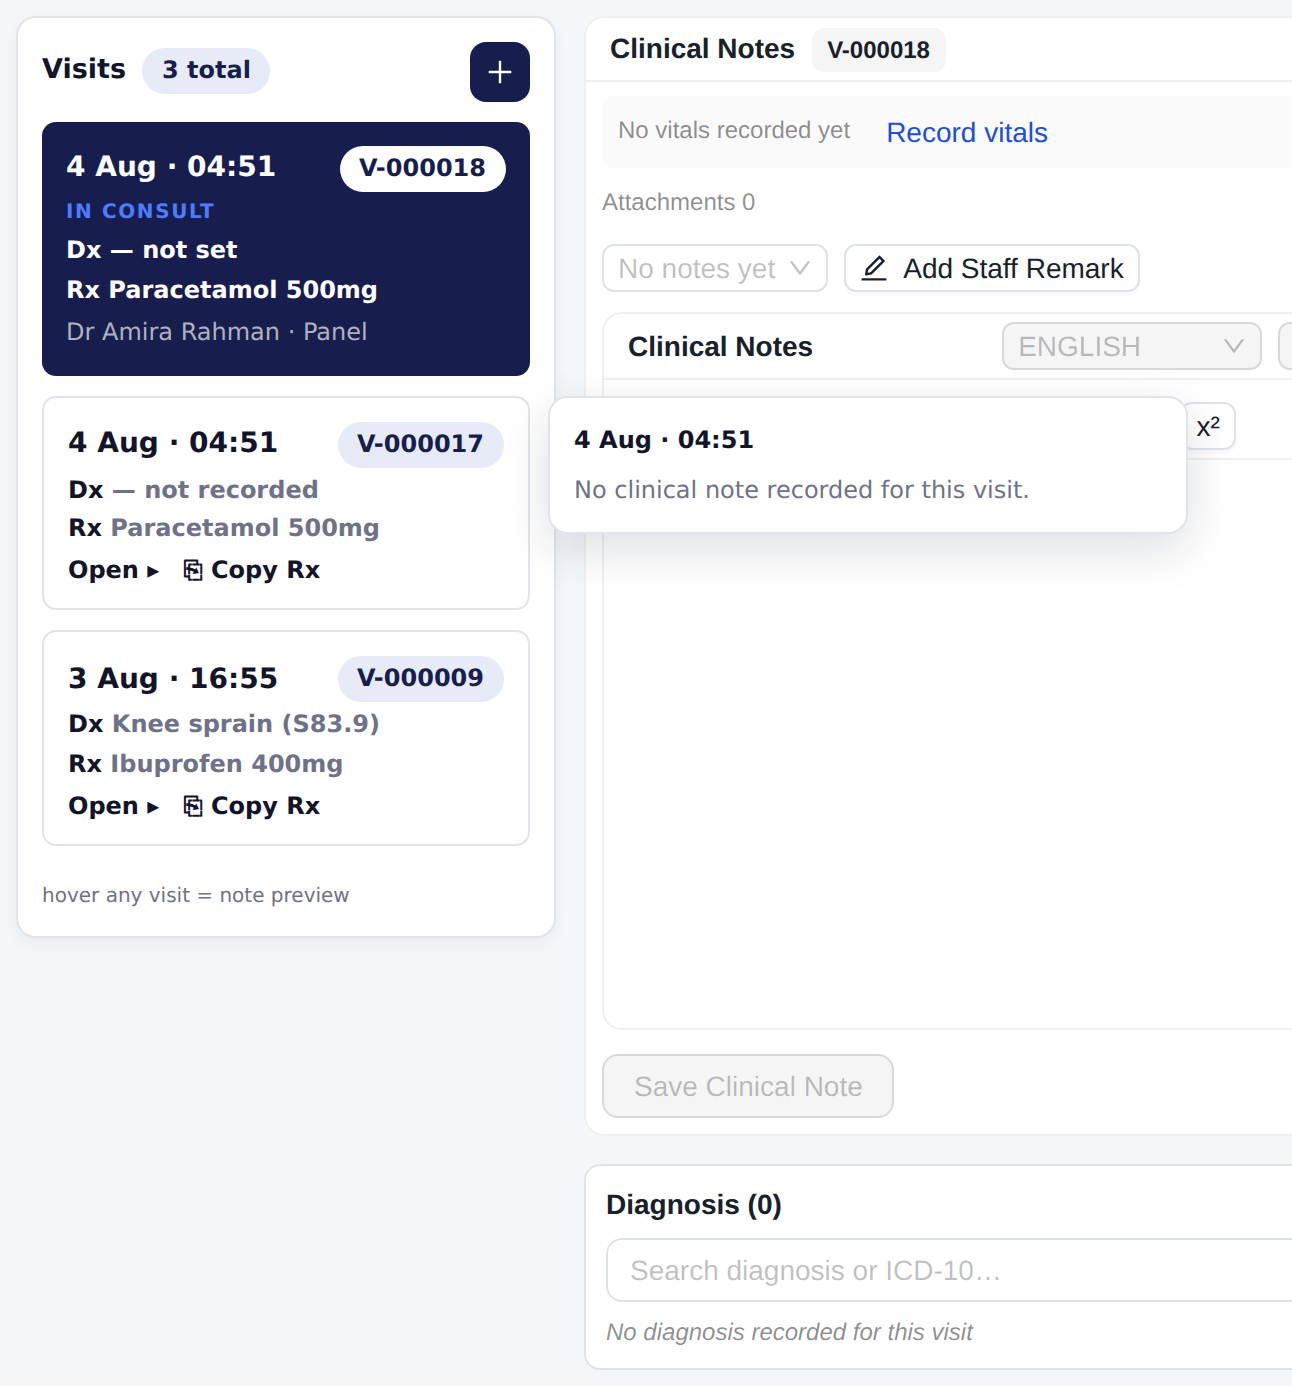 Visits 3 total
4 Aug · 04:51 V-000018
IN CONSULT
Dx — not set
Rx Paracetamol 500mg
Dr Amira Rahman · Panel
4 Aug · 04:51 V-000017
Dx — not recorded
Rx Paracetamol 500mg
Open ▸ ⎘ Copy Rx
3 Aug · 16:55 V-000009
Dx Knee sprain (S83.9)
Rx Ibuprofen 400mg
Open ▸ ⎘ Copy Rx
hover any visit = note preview
Clinical Notes V-000018
No vitals recorded yet Record vitals
Attachments 0
No notes yet Add Staff Remark
Clinical Notes ENGLISH
x²
4 Aug · 04:51
No clinical note recorded for this visit.
Save Clinical Note
Diagnosis (0)
Search diagnosis or ICD-10…
No diagnosis recorded for this visit